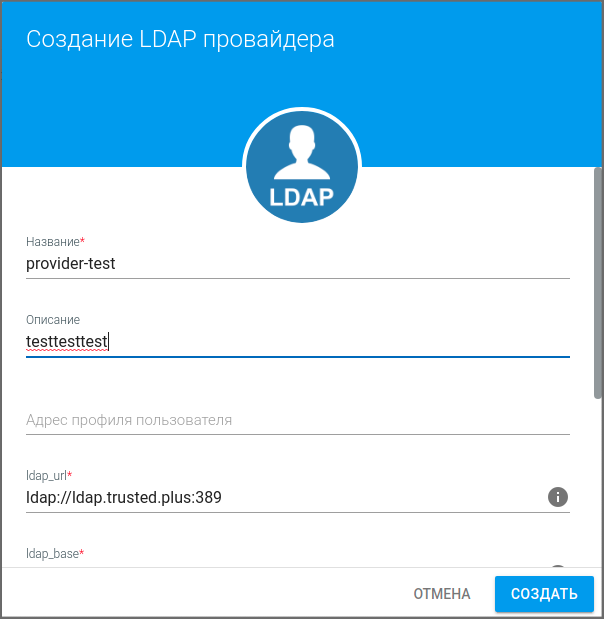 Создание LDAP провайдера
LDAP
Название*
provider-test
Описание
testtesttest
Адрес профиля пользователя
ldap_url*
ldap://ldap.trusted.plus:389
ldap_base*
ОТМЕНА
СОЗДАТЬ